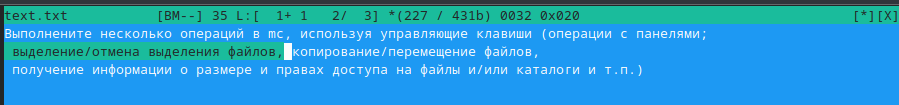 text.txt [BM--] 35 L:[ 1+ 1 2/ 3] *(227 / 431b) 0032 0x020 [*][X]
Выполните несколько операций в mc, используя управляющие клавиши (операции с панелями;
выделение/отмена выделения файлов, копирование/перемещение файлов,
получение информации о размере и правах доступа на файлы и/или каталоги и т.п.)